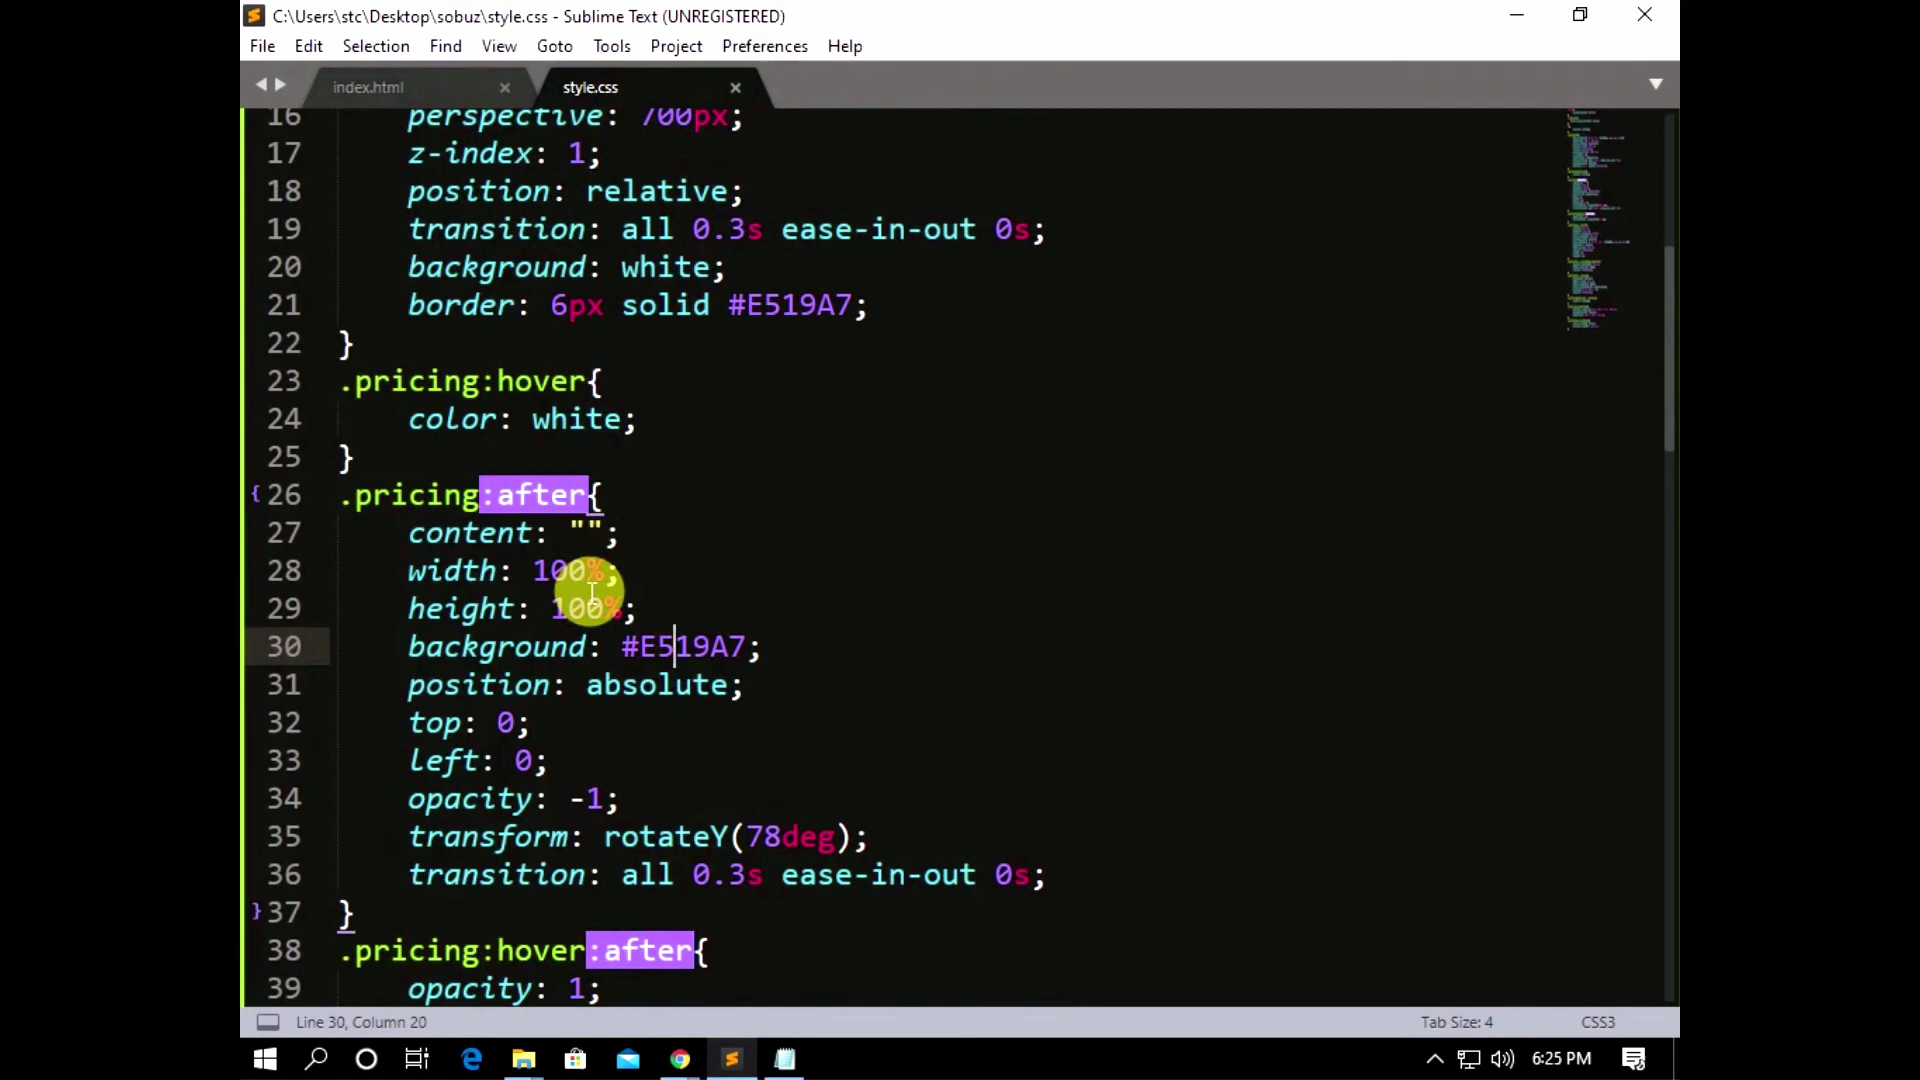 C:\Users\stc\Desktop\sobuz\style.css - Sublime Text (UNREGISTERED)
File Edit Selection Find View Goto Tools Project Preferences Help
index.html style.css
16 perspective: 700px;
17 z-index: 1;
18 position: relative;
19 transition: all 0.3s ease-in-out 0s;
20 background: white;
21 border: 6px solid #E519A7;
22 }
23 .pricing:hover{
24 color: white;
25 }
{ 26 .pricing:after{
27 content: "";
28 width: 100%;
29 height: 100%;
30 background: #E519A7;
31 position: absolute;
32 top: 0;
33 left: 0;
34 opacity: -1;
35 transform: rotateY(78deg);
36 transition: all 0.3s ease-in-out 0s;
} 37 }
38 .pricing:hover:after{
39 opacity: 1;
Line 30, Column 20 Tab Size: 4 CSS3
6:25 PM